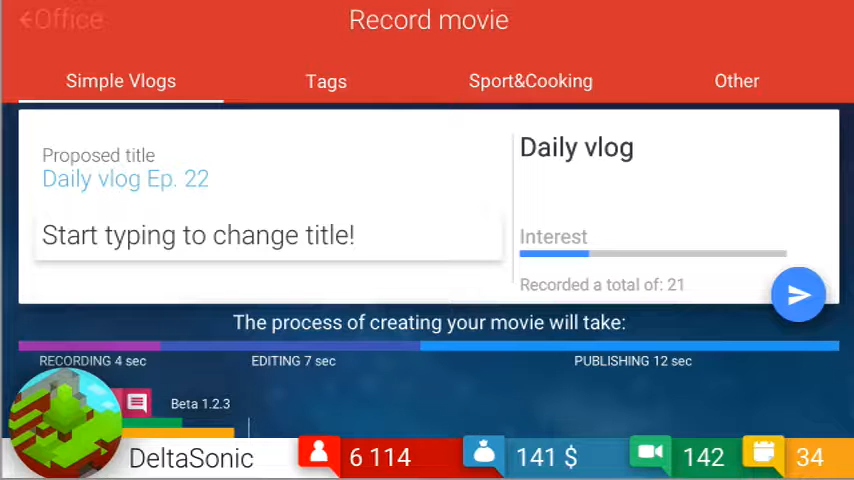 Office
Record movie
Simple Vlogs
Tags
Sport&Cooking
Other
Proposed title
Daily vlog Ep. 22
Start typing to change title!
Daily vlog
Interest
Recorded a total of: 21
The process of creating your movie will take:
RECORDING 4 sec
EDITING 7 sec
PUBLISHING 12 sec
Beta 1.2.3
DeltaSonic
6 114
141 $
142
34